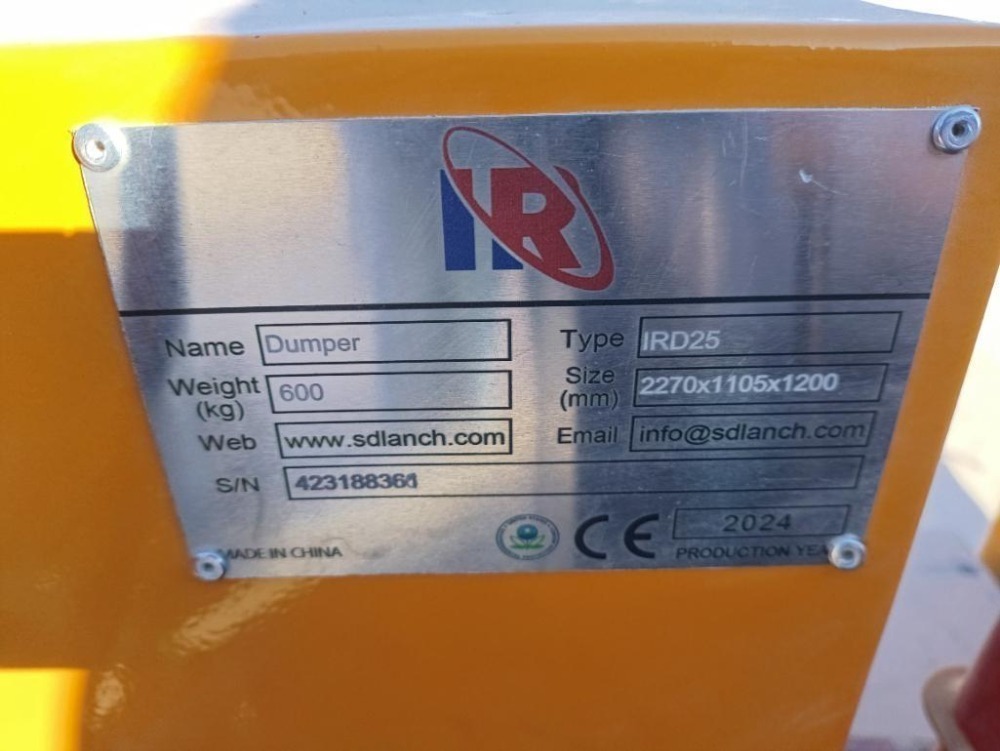 IR
Name Dumper Type IRD25
Weight (kg) 600 Size (mm) 2270x1105x1200
Web www.sdlanch.com Email info@sdlanch.com
S/N 423188361
MADE IN CHINA CE 2024
PRODUCTION YEA